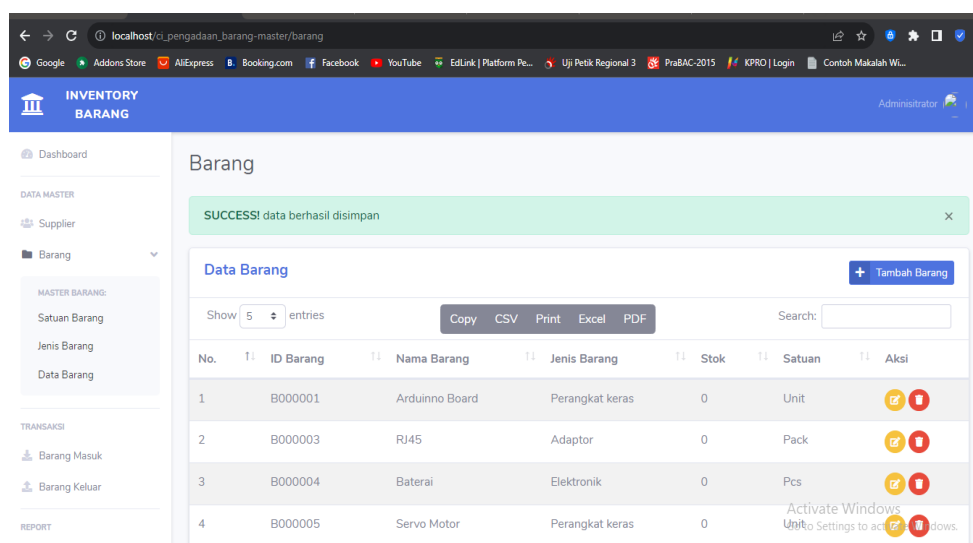 localhost/ci_pengadaan_barang-master/barang
Google Addons Store AliExpress B. Booking.com Facebook YouTube EdLink | Platform Pe... Uji Petik Regional 3 PraBAC-2015 KPRO | Login Contoh Makalah Wi...
INVENTORY
BARANG
Adminisitrator
Dashboard
Barang
DATA MASTER
SUCCESS! data berhasil disimpan ×
Supplier
Barang
Data Barang
+ Tambah Barang
MASTER BARANG:
Satuan Barang
Jenis Barang
Data Barang
Show 5 entries
Copy CSV Print Excel PDF
Search:
No. ID Barang Nama Barang Jenis Barang Stok Satuan Aksi
1 B000001 Arduinno Board Perangkat keras 0 Unit
2 B000003 RJ45 Adaptor 0 Pack
3 B000004 Baterai Elektronik 0 Pcs
4 B000005 Servo Motor Perangkat keras 0 Unit
TRANSAKSI
Barang Masuk
Barang Keluar
REPORT
Activate Windows
Go to Settings to activate Windows.